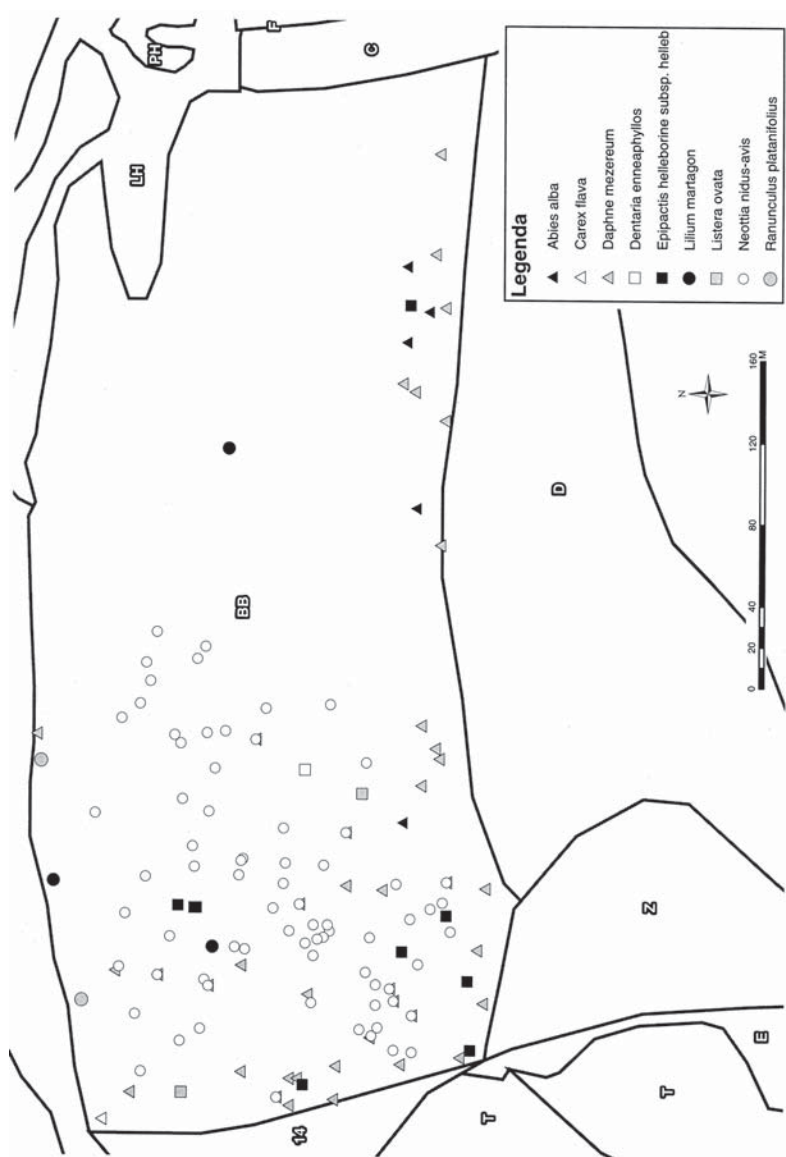 PH
F
C
LH
BB
D
Z
E
T
T
14
Legenda
Abies alba
Carex flava
Daphne mezereum
Dentaria enneaphyllos
Epipactis helleborine subsp. helleb
Lilium martagon
Listera ovata
Neottia nidus-avis
Ranunculus platanifolius
N
0 20 40 80 120 160 M